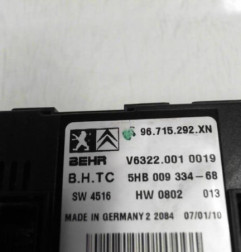 96.715.292.XN
BEHR V6322.001 0019
B.H.TC 5HB 009 334-68
SW 4516 HW 0802 013
MADE IN GERMANY 2 2084 07/01/10